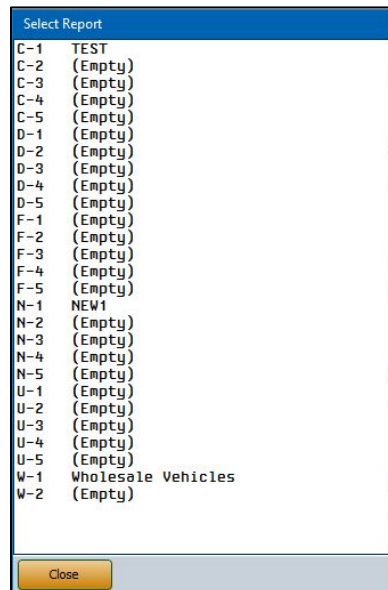 Select Report
C-1 TEST
C-2 (Empty)
C-3 (Empty)
C-4 (Empty)
C-5 (Empty)
D-1 (Empty)
D-2 (Empty)
D-3 (Empty)
D-4 (Empty)
D-5 (Empty)
F-1 (Empty)
F-2 (Empty)
F-3 (Empty)
F-4 (Empty)
F-5 (Empty)
N-1 NEW1
N-2 (Empty)
N-3 (Empty)
N-4 (Empty)
N-5 (Empty)
U-1 (Empty)
U-2 (Empty)
U-3 (Empty)
U-4 (Empty)
U-5 (Empty)
W-1 Wholesale Vehicles
W-2 (Empty)
Close